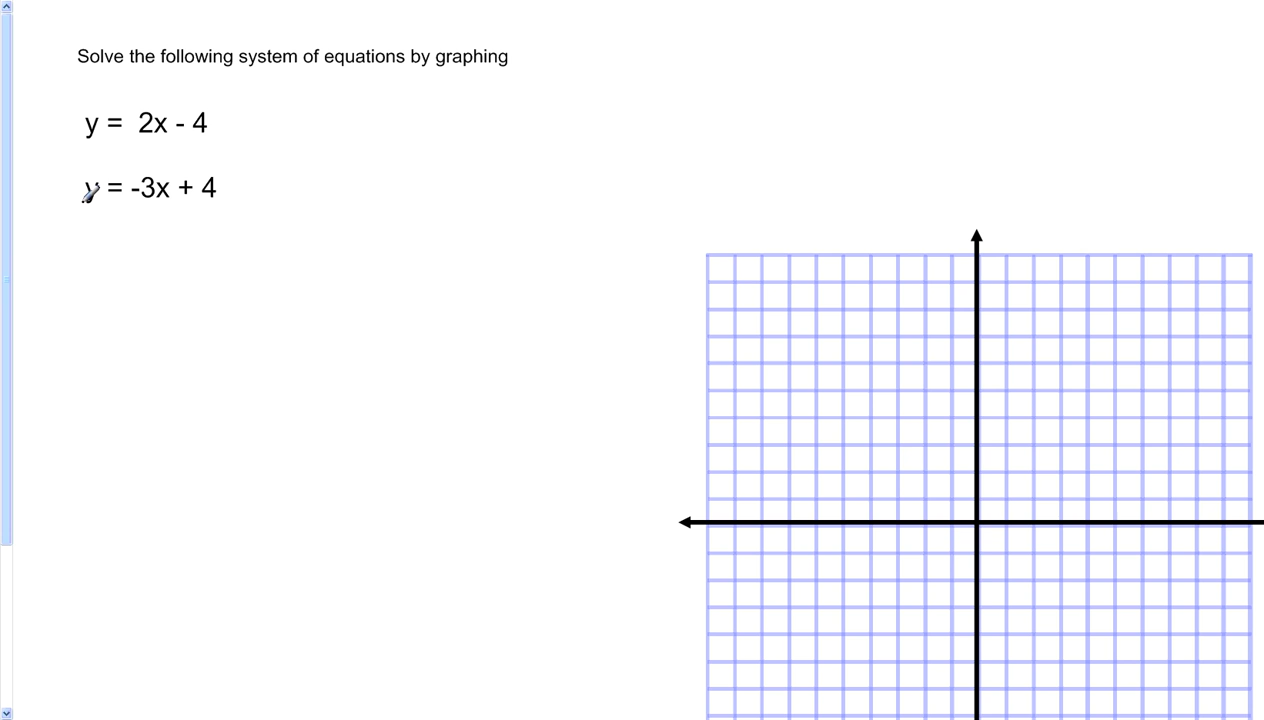 Solve the following system of equations by graphing
y = 2x - 4
y = -3x + 4